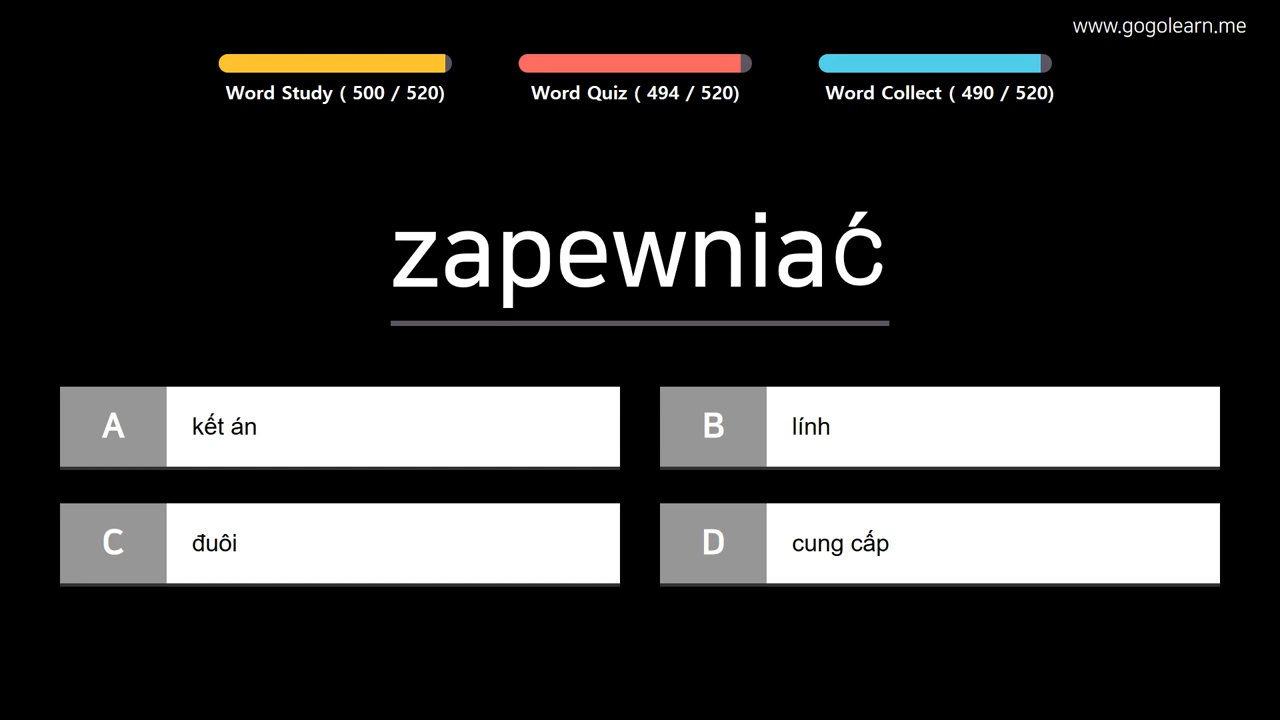 www.gogolearn.me
Word Study ( 500 / 520)
Word Quiz ( 494 / 520)
Word Collect ( 490 / 520)
zapewniać
A kết án
B lính
C đuôi
D cung cấp